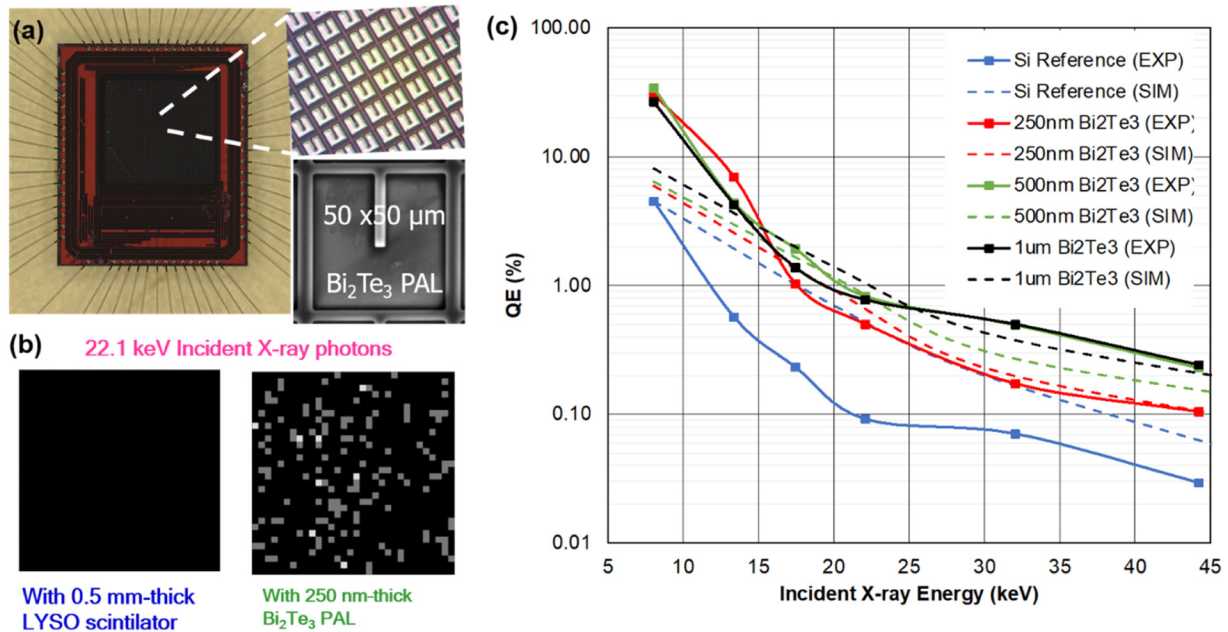 (a)
50 x50 µm
Bi₂Te₃ PAL
(b)
22.1 keV Incident X-ray photons
With 0.5 mm-thick
LYSO scintilator
With 250 nm-thick
Bi₂Te₃ PAL
(c)
100.00
10.00
1.00
0.10
0.01
QE (%)
5 10 15 20 25 30 35 40 45
Incident X-ray Energy (keV)
Si Reference (EXP)
Si Reference (SIM)
250nm Bi2Te3 (EXP)
250nm Bi2Te3 (SIM)
500nm Bi2Te3 (EXP)
500nm Bi2Te3 (SIM)
1um Bi2Te3 (EXP)
1um Bi2Te3 (SIM)